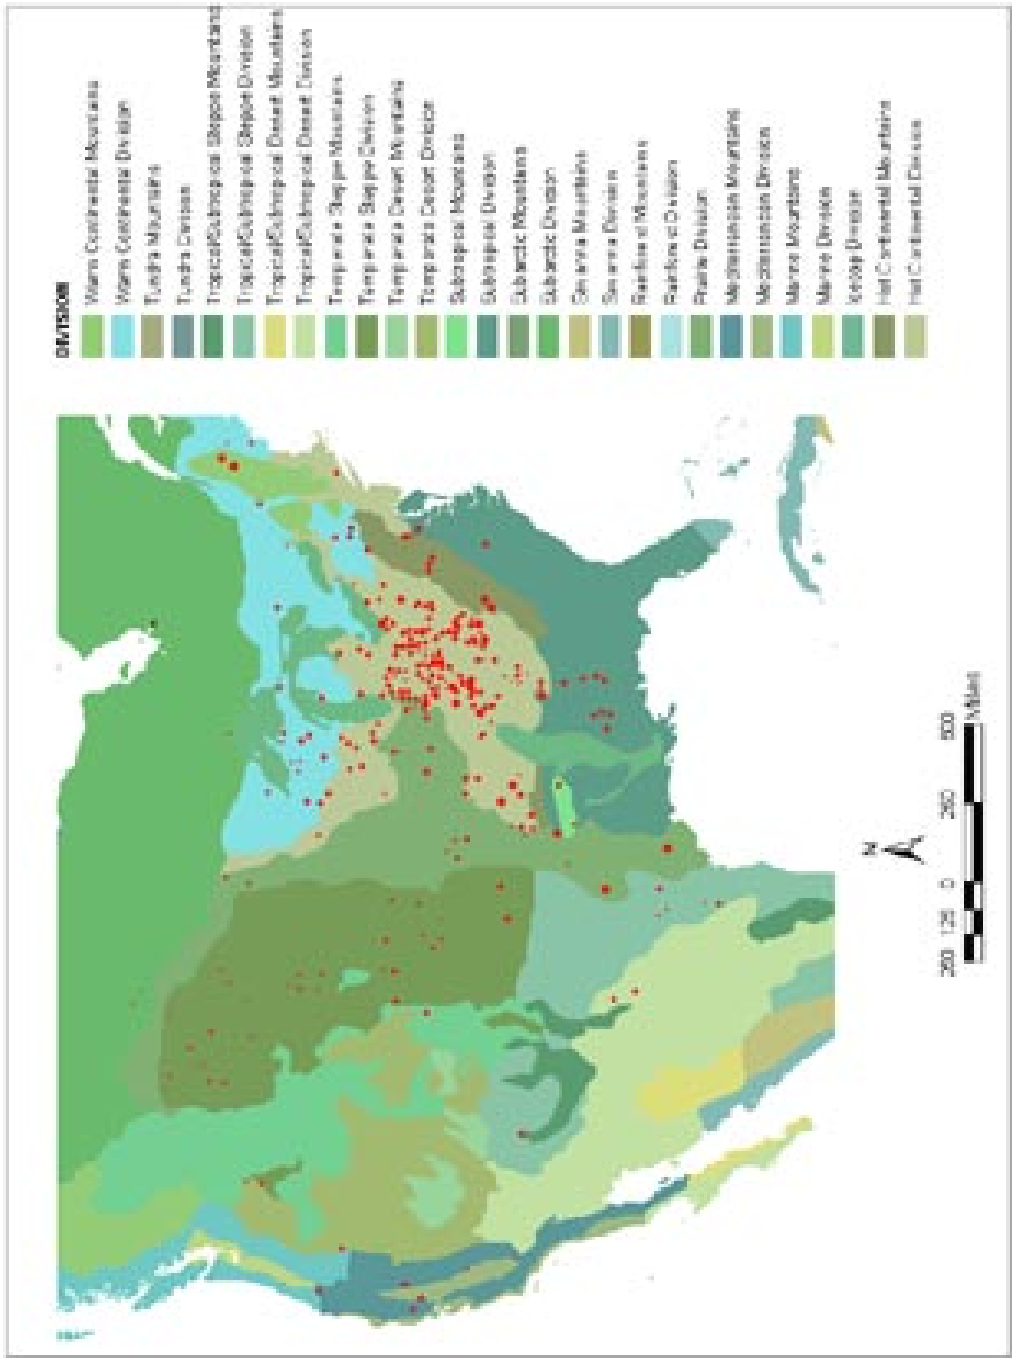 DIVISION
Warm Continental Mountains
Warm Continental Division
Tundra Mountains
Tundra Division
Tropical/Subtropical Steppe Mountains
Tropical/Subtropical Steppe Division
Tropical/Subtropical Desert Mountains
Tropical/Subtropical Desert Division
Temperate Steppe Mountains
Temperate Steppe Division
Temperate Desert Mountains
Temperate Desert Division
Subtropical Mountains
Subtropical Division
Subarctic Mountains
Subarctic Division
Savanna Mountains
Savanna Division
Rainforest Mountains
Rainforest Division
Prairie Division
Mediterranean Mountains
Mediterranean Division
Marine Mountains
Marine Division
Icecap Division
Hot Continental Mountains
Hot Continental Division
N
250 125 0 250 500
Miles